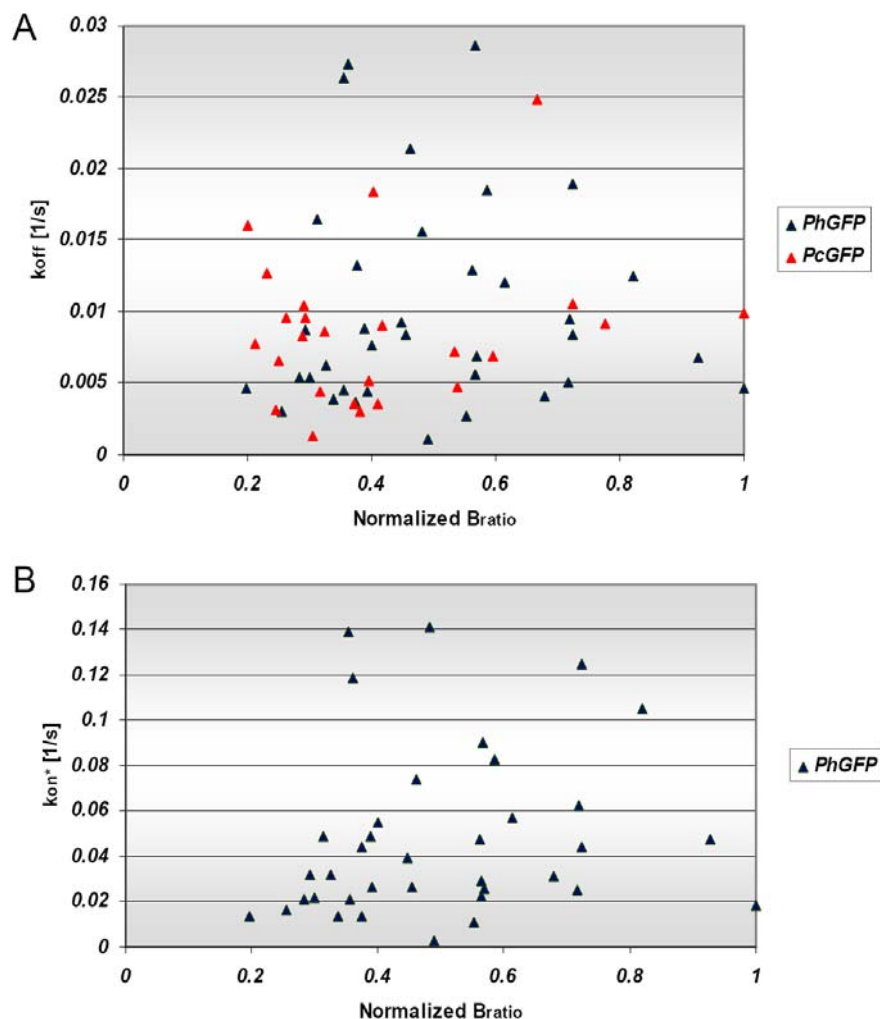 A
0.03
0.025
0.02
0.015
0.01
0.005
0
koff [1/s]
0 0.2 0.4 0.6 0.8 1
Normalized Bratio
PhGFP
PcGFP
B
0.16
0.14
0.12
0.1
0.08
0.06
0.04
0.02
0
kon* [1/s]
0 0.2 0.4 0.6 0.8 1
Normalized Bratio
PhGFP